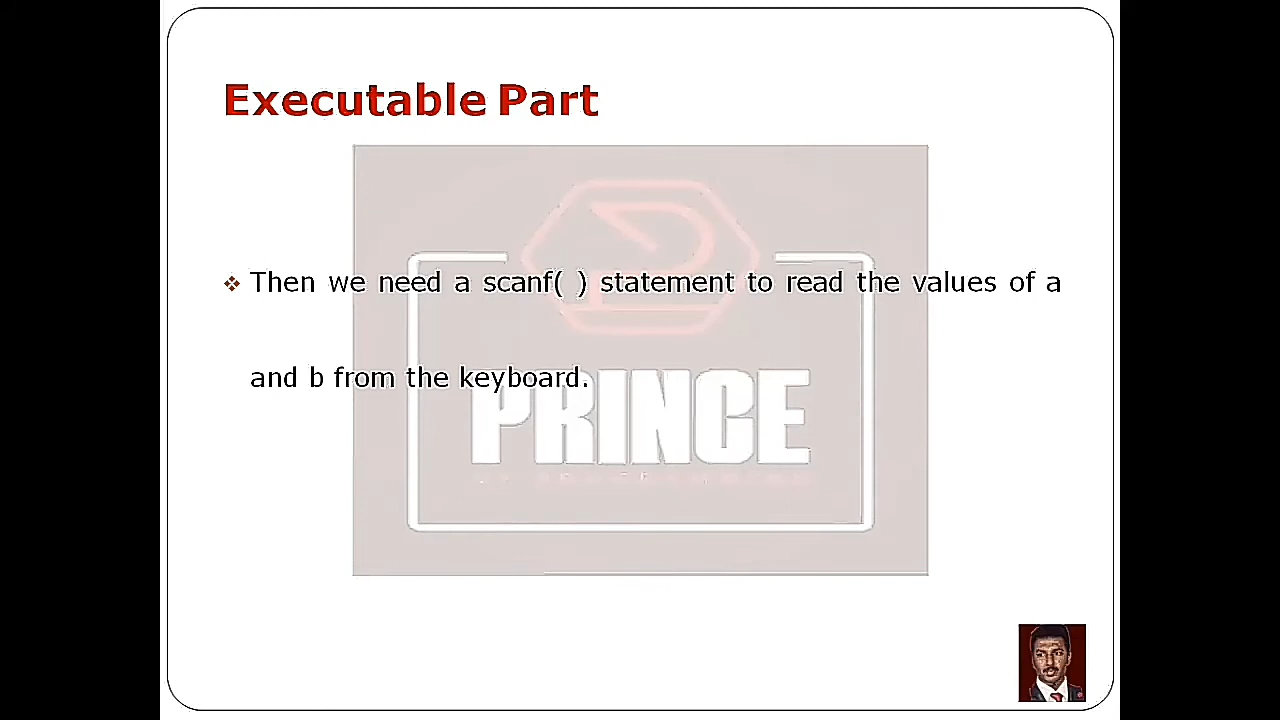 Executable Part
Then we need a scanf( ) statement to read the values of a
and b from the keyboard.
PRINCE